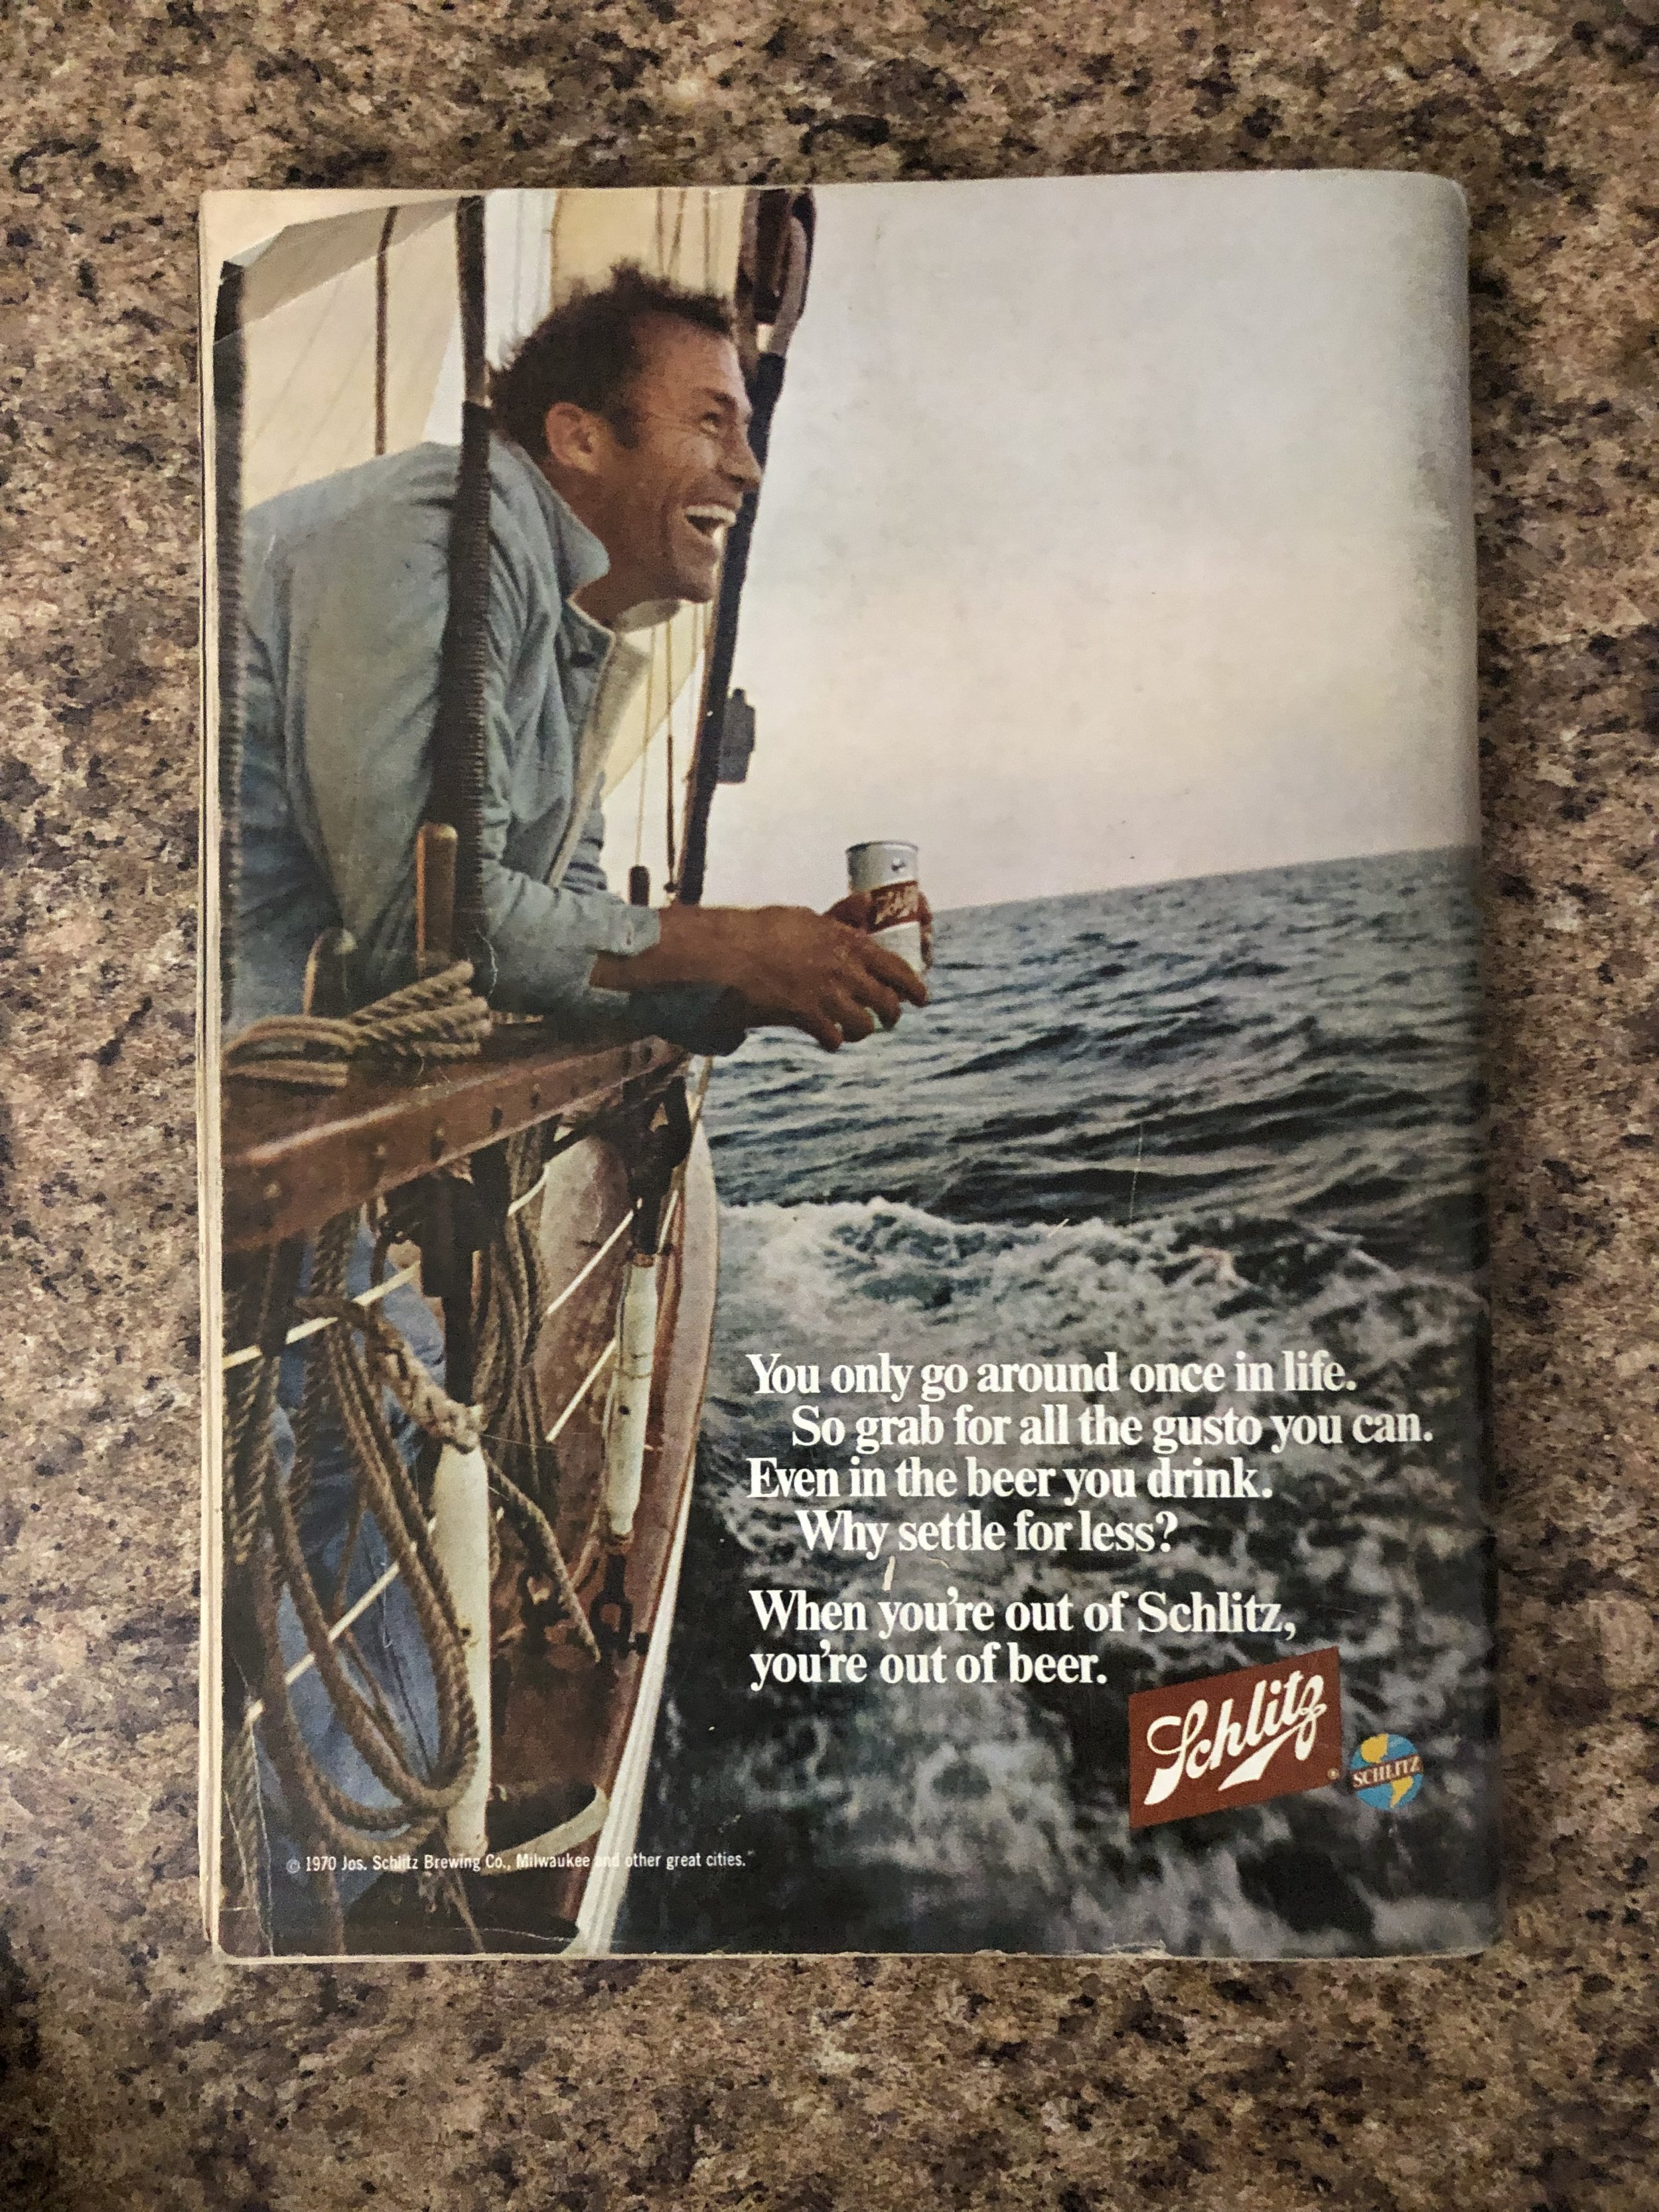 Schlitz
You only go around once in life.
So grab for all the gusto you can.
Even in the beer you drink.
Why settle for less?
When you're out of Schlitz,
you're out of beer.
Schlitz
®
SCHLITZ
© 1970 Jos. Schlitz Brewing Co., Milwaukee and other great cities.